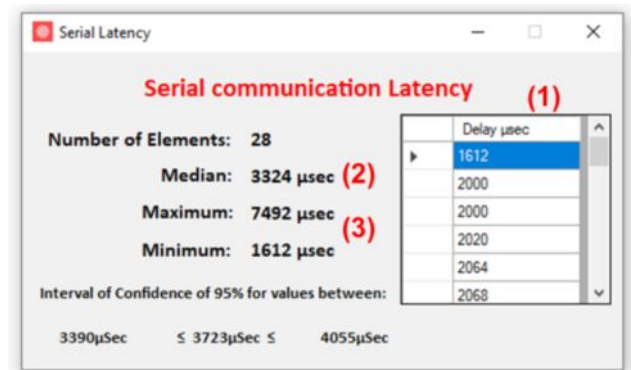 Serial Latency
Serial communication Latency
(1)
Number of Elements: 28
Median: 3324 µsec (2)
Maximum: 7492 µsec
(3)
Minimum: 1612 µsec
Interval of Confidence of 95% for values between:
3390µSec ≤ 3723µSec ≤ 4055µSec
Delay µsec
1612
2000
2000
2020
2064
2068